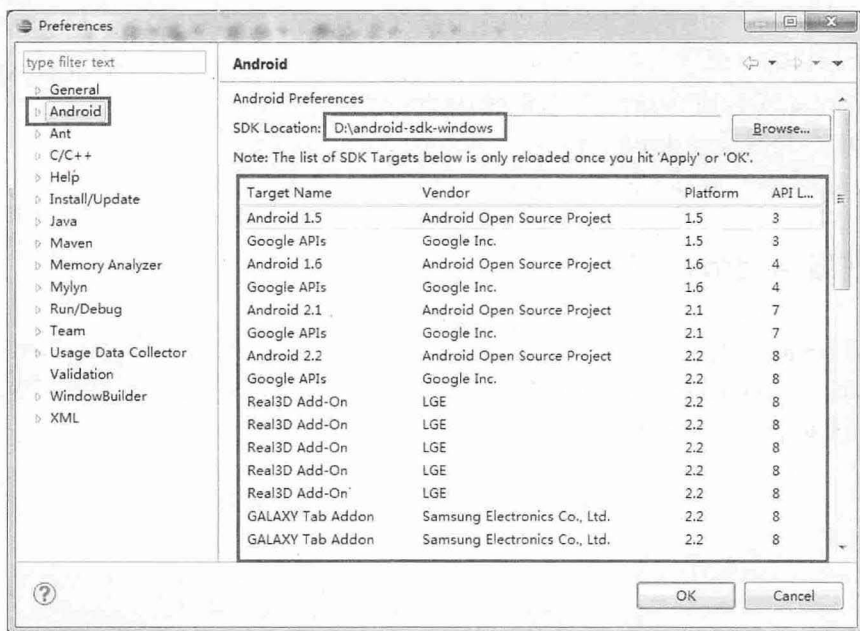 Preferences
type filter text
General
Android
Ant
C/C++
Help
Install/Update
Java
Maven
Memory Analyzer
Mylyn
Run/Debug
Team
Usage Data Collector
Validation
WindowBuilder
XML
Android
Android Preferences
SDK Location: D:\android-sdk-windows Browse...
Note: The list of SDK Targets below is only reloaded once you hit 'Apply' or 'OK'.
Target Name Vendor Platform API L...
Android 1.5 Android Open Source Project 1.5 3
Google APIs Google Inc. 1.5 3
Android 1.6 Android Open Source Project 1.6 4
Google APIs Google Inc. 1.6 4
Android 2.1 Android Open Source Project 2.1 7
Google APIs Google Inc. 2.1 7
Android 2.2 Android Open Source Project 2.2 8
Google APIs Google Inc. 2.2 8
Real3D Add-On LGE 2.2 8
Real3D Add-On LGE 2.2 8
Real3D Add-On LGE 2.2 8
Real3D Add-On LGE 2.2 8
Real3D Add-On LGE 2.2 8
GALAXY Tab Addon Samsung Electronics Co., Ltd. 2.2 8
GALAXY Tab Addon Samsung Electronics Co., Ltd. 2.2 8
OK Cancel